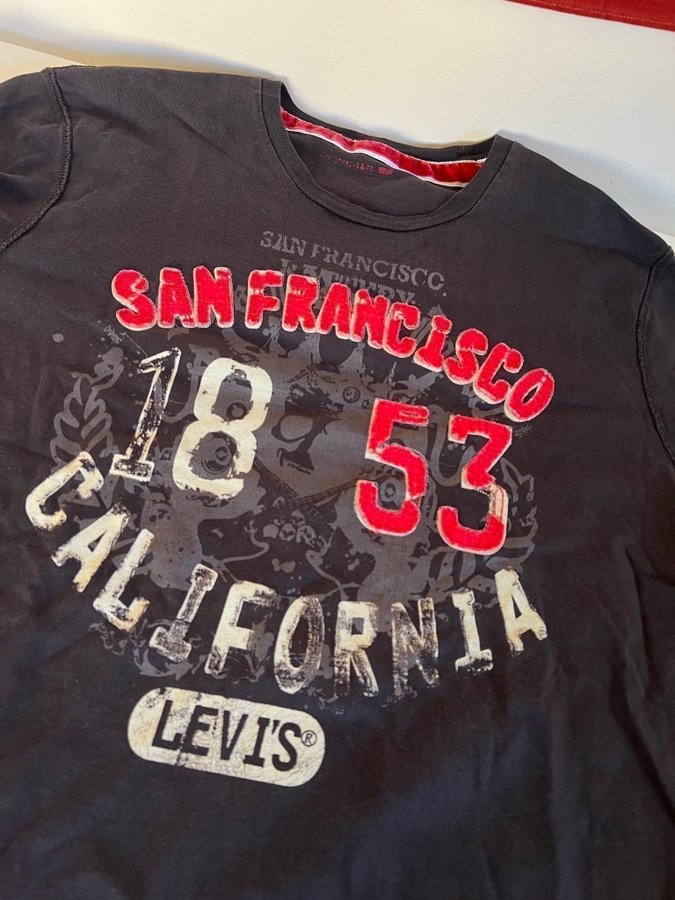 SAN FRANCISCO.
SAN FRANCISCO
18 53
CALIFORNIA
LEVI'S®